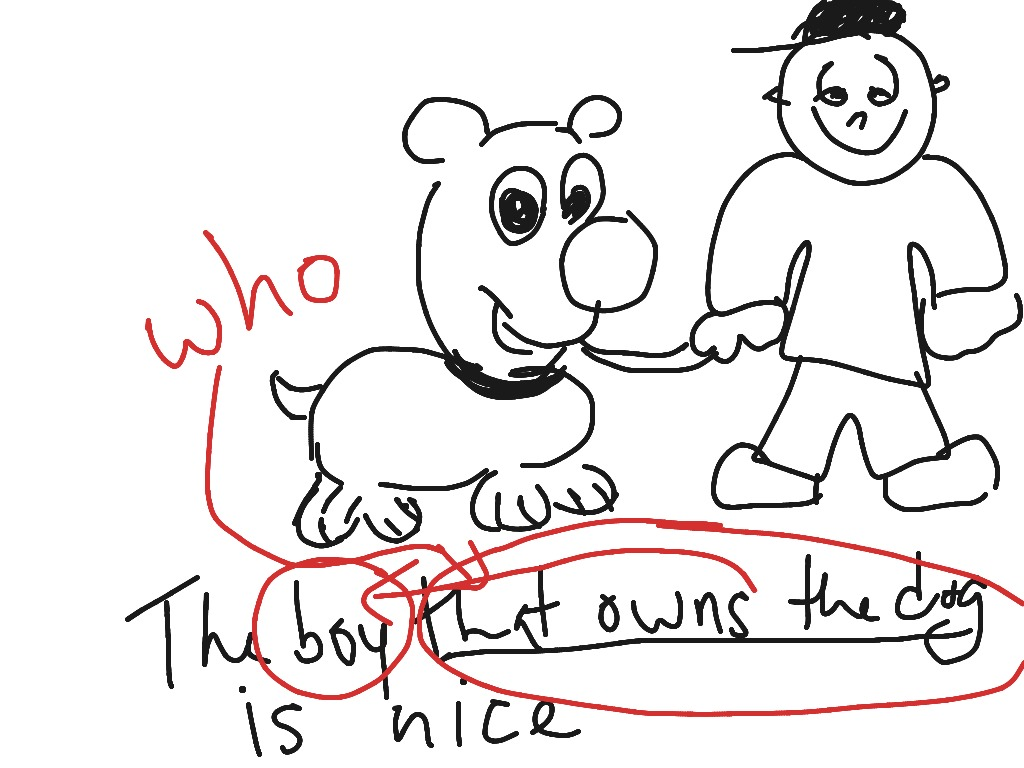 who
The boy that owns the dog
is nice